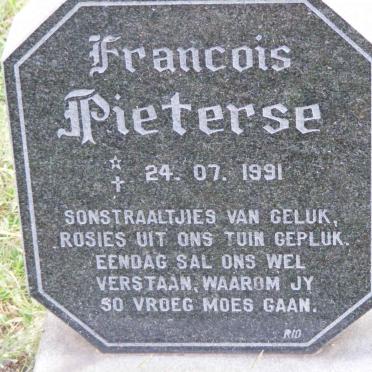 Francois
Pieterse
☆ † 24. 07. 1991
SONSTRAALTJIES VAN GELUK,
ROSIES UIT ONS TUIN GEPLUK.
EENDAG SAL ONS WEL
VERSTAAN, WAAROM JY
SO VROEG MOES GAAN.
RIO